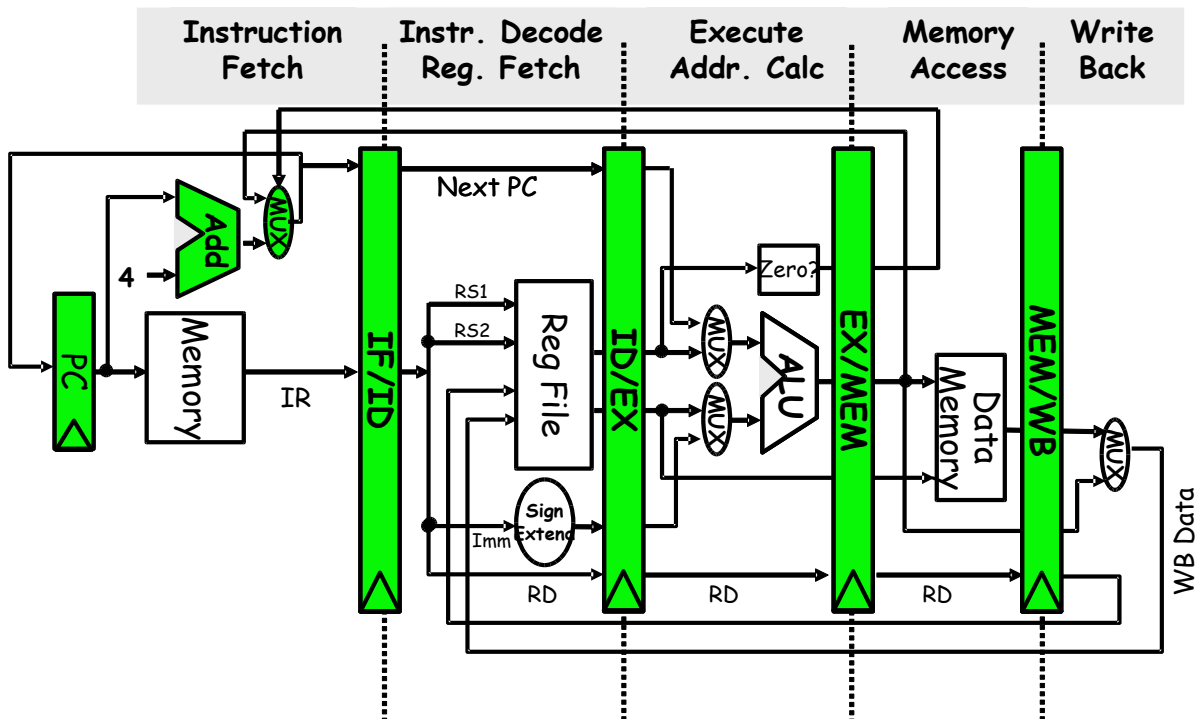 Instruction
Fetch
Instr. Decode
Reg. Fetch
Execute
Addr. Calc
Memory
Access
Write
Back
Next PC
MUX
Add
4
Zero?
RS1
RS2
PC
Memory
IR
IF/ID
Reg File
ID/EX
MUX
MUX
ALU
EX/MEM
Data
Memory
MEM/WB
MUX
Sign
Extend
Imm
RD
RD
RD
WB Data